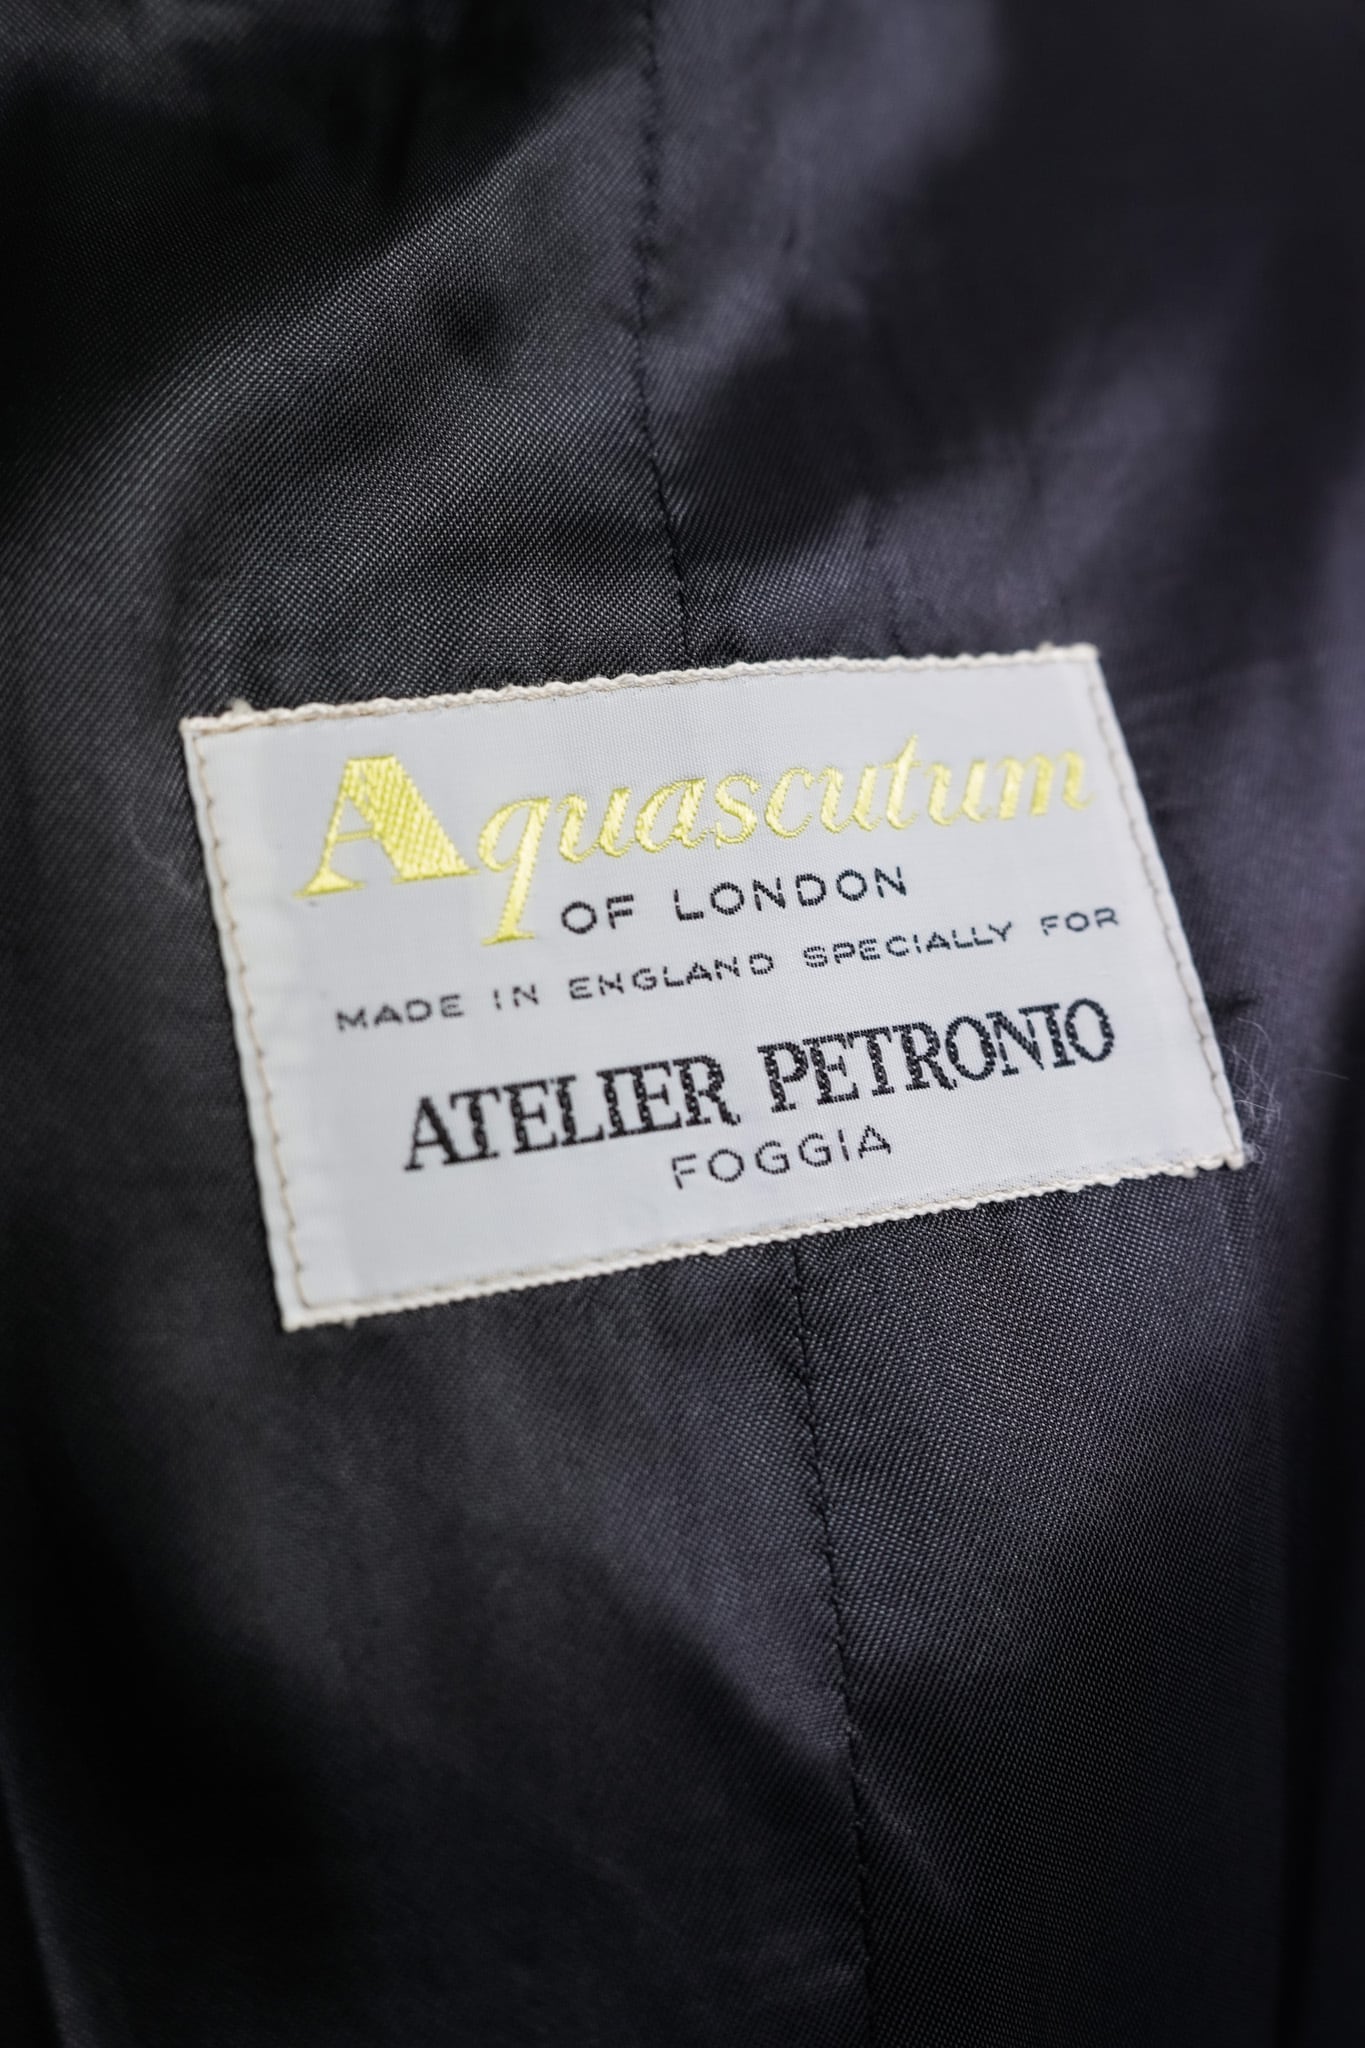 Aquascutum
OF LONDON
MADE IN ENGLAND SPECIALLY FOR
ATELIER PETRONIO
FOGGIA